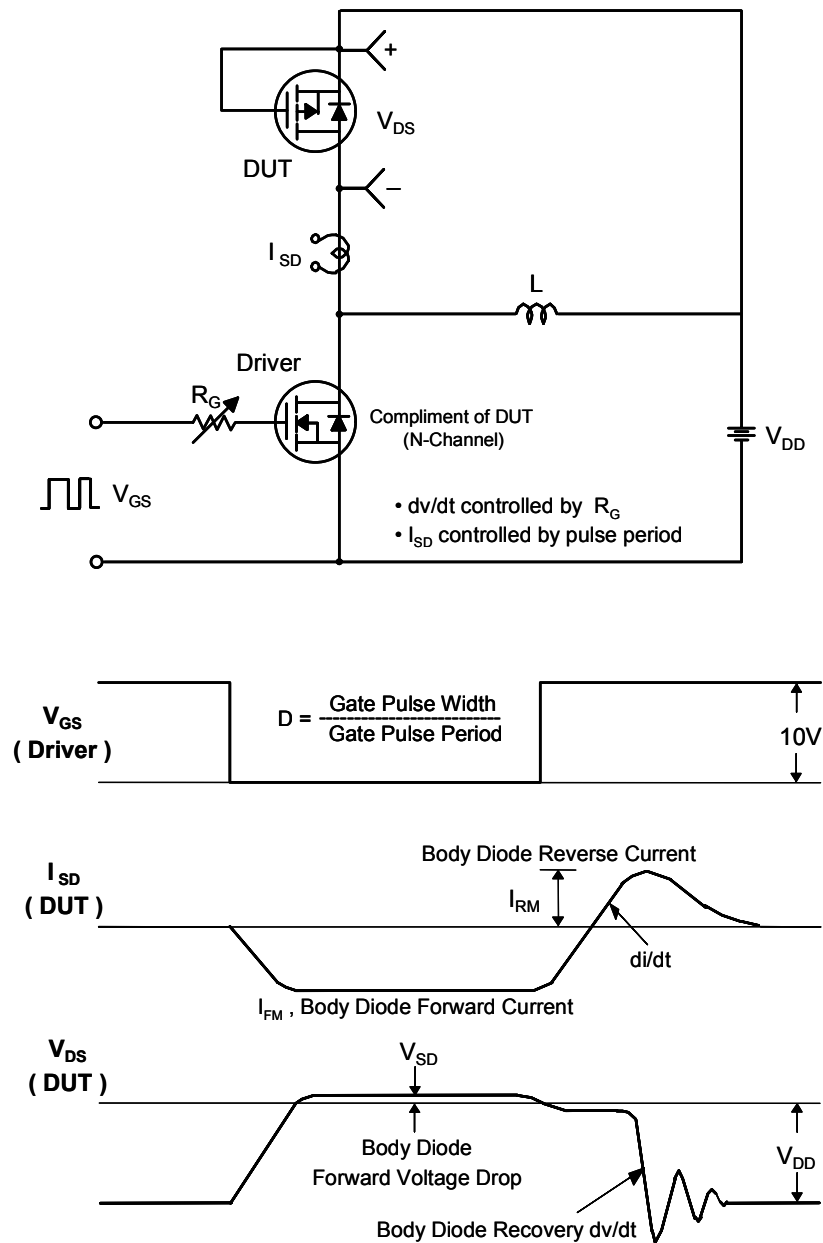 +
V_DS
DUT
–
I_SD
L
Driver
R_G
Compliment of DUT
(N-Channel)
V_DD
V_GS
• dv/dt controlled by R_G
• I_SD controlled by pulse period
V_GS
( Driver )
D = Gate Pulse Width
Gate Pulse Period
10V
Body Diode Reverse Current
I_SD
( DUT )
I_RM
di/dt
I_FM , Body Diode Forward Current
V_DS
( DUT )
V_SD
Body Diode
Forward Voltage Drop
V_DD
Body Diode Recovery dv/dt